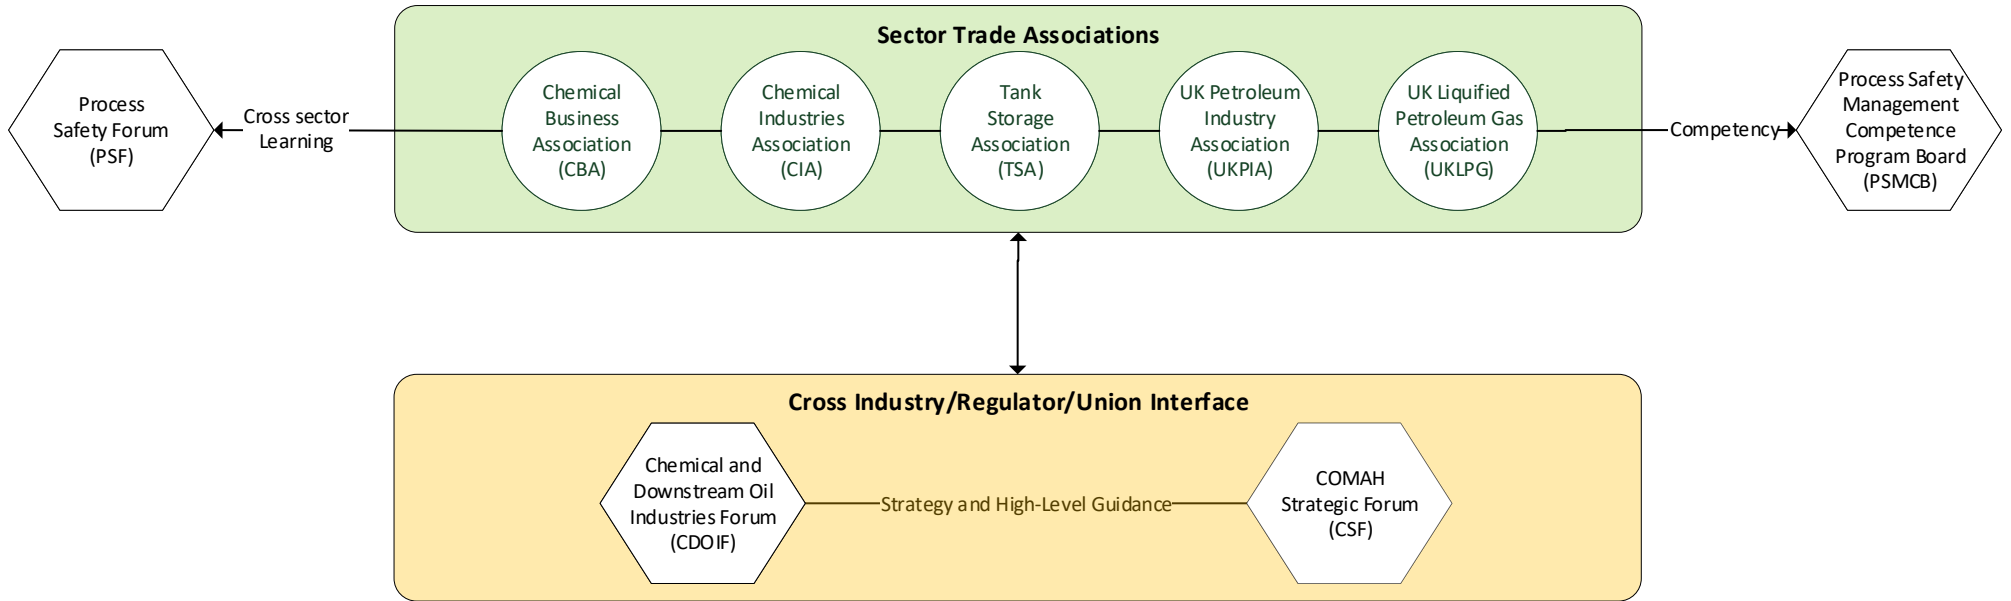 Sector Trade Associations
Process
Safety Forum
(PSF)
Cross sector
Learning
Chemical
Business
Association
(CBA)
Chemical
Industries
Association
(CIA)
Tank
Storage
Association
(TSA)
UK Petroleum
Industry
Association
(UKPIA)
UK Liquified
Petroleum Gas
Association
(UKLPG)
Competency
Process Safety
Management
Competence
Program Board
(PSMCB)
Cross Industry/Regulator/Union Interface
Chemical and
Downstream Oil
Industries Forum
(CDOIF)
Strategy and High-Level Guidance
COMAH
Strategic Forum
(CSF)